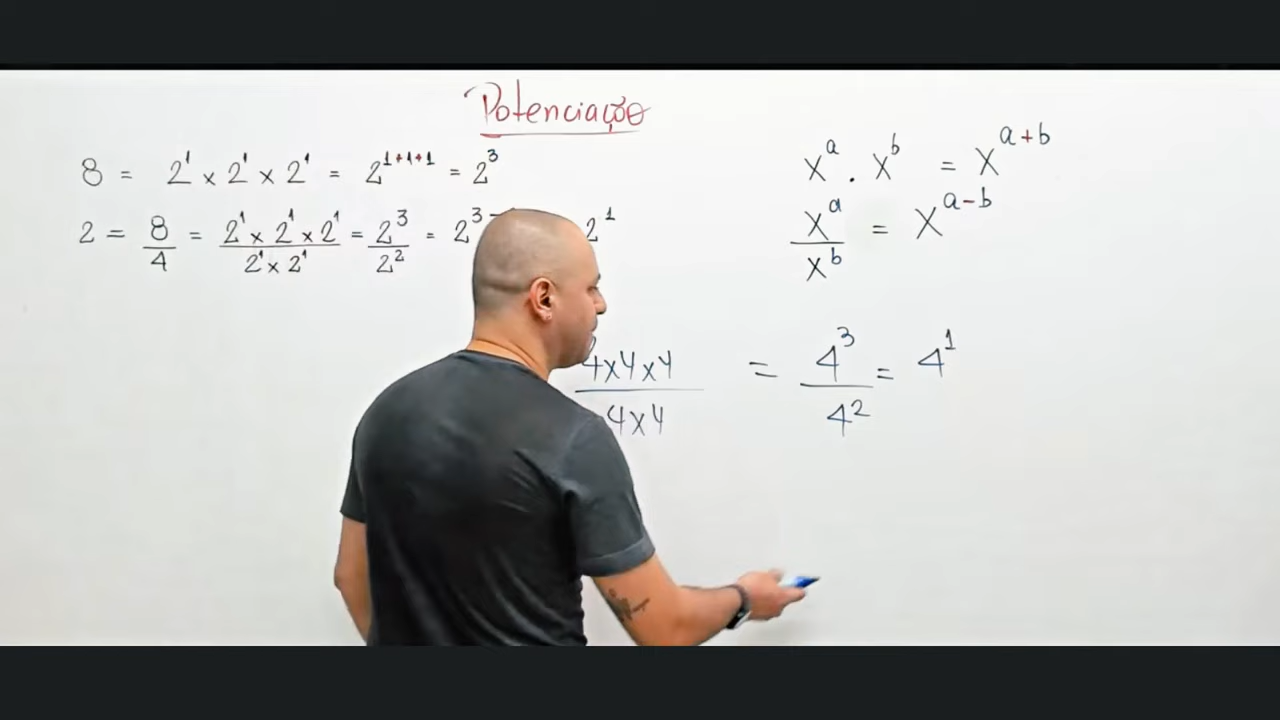 Potenciação
8 = 2¹ x 2¹ x 2¹ = 2¹⁺¹⁺¹ = 2³
2 = 8/4 = 2¹ x 2¹ x 2¹ / 2¹ x 2¹ = 2³/2² = 2³⁻ 2¹
xᵃ . xᵇ = xᵃ⁺ᵇ
xᵃ/xᵇ = xᵃ⁻ᵇ
4x4x4 / 4x4 = 4³/4² = 4¹